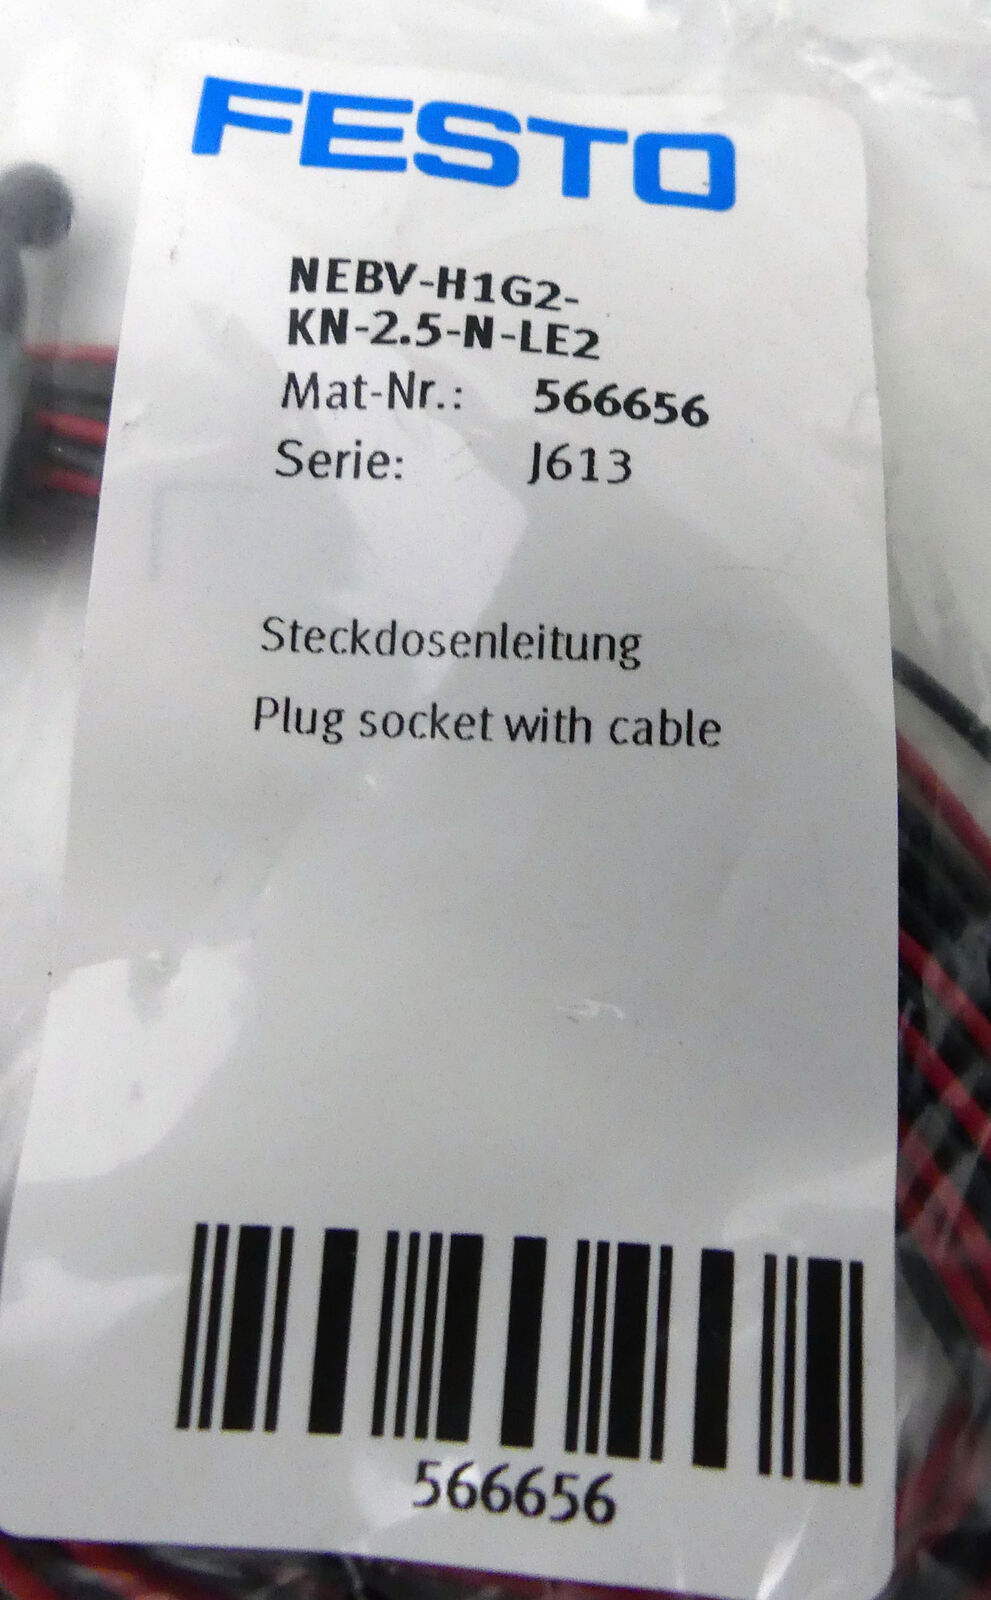 FESTO
NEBV-H1G2-
KN-2.5-N-LE2
Mat-Nr.: 566656
Serie: J613
Steckdosenleitung
Plug socket with cable
566656